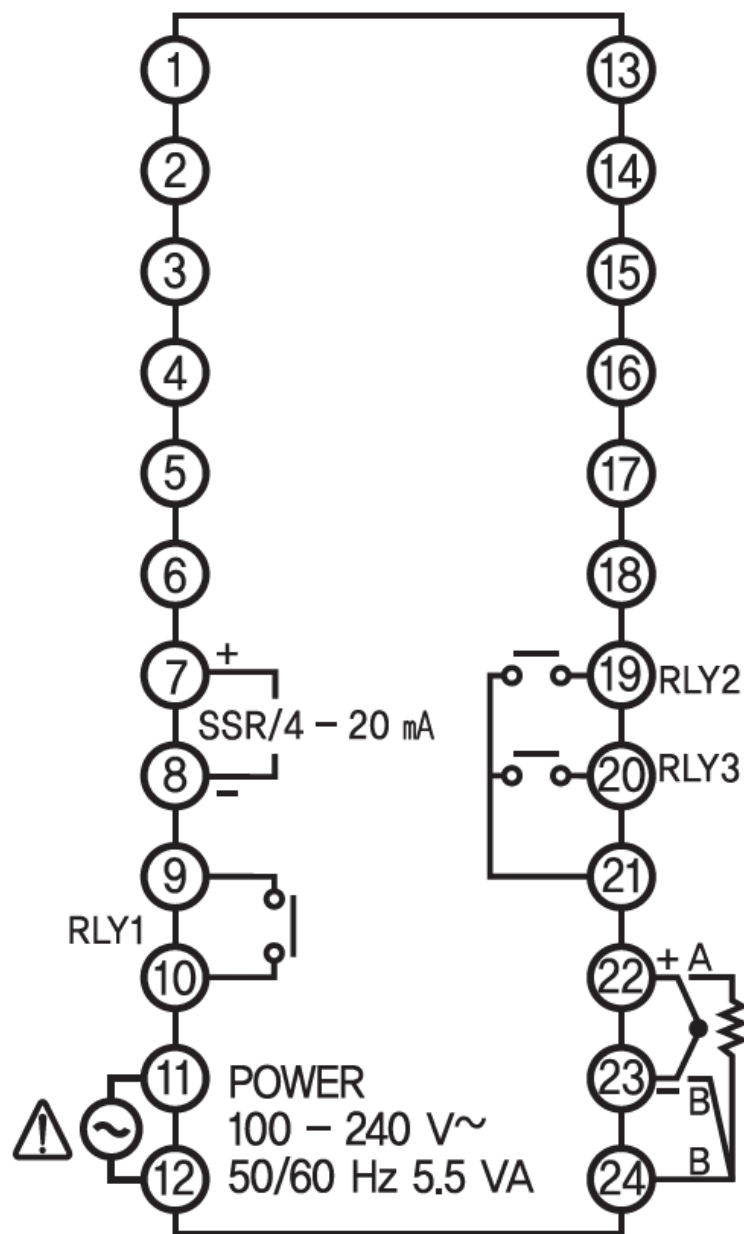 1
2
3
4
5
6
7 +
SSR/4 – 20 mA
8 –
9
RLY1
10
11
POWER
100 – 240 V~
50/60 Hz 5.5 VA
12
13
14
15
16
17
18
19 RLY2
20 RLY3
21
22 + A
23 – B
24 B